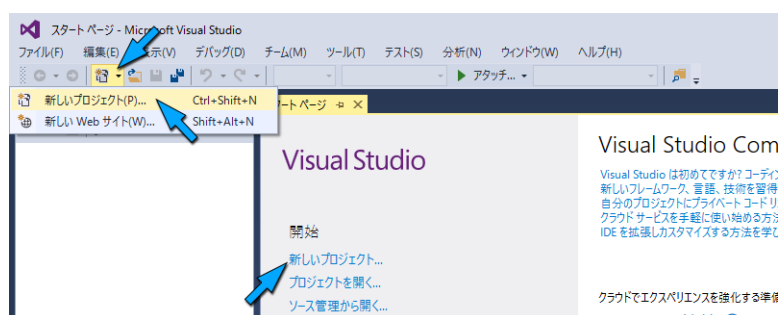 スタート ページ - Microsoft Visual Studio
ファイル(F) 編集(E) 表示(V) デバッグ(D) チーム(M) ツール(T) テスト(S) 分析(N) ウィンドウ(W) ヘルプ(H)
アタッチ...
新しいプロジェクト(P)... Ctrl+Shift+N
新しい Web サイト(W)... Shift+Alt+N
ート ページ
Visual Studio
開始
新しいプロジェクト...
プロジェクトを開く...
ソース管理から開く...
Visual Studio Com
Visual Studio は初めてですか? コーディン
新しいフレームワーク、言語、技術を習得
自分のプロジェクトにプライベート コード リ
クラウド サービスを手軽に使い始める方法
IDE を拡張しカスタマイズする方法を学び
クラウドでエクスペリエンスを強化する準備